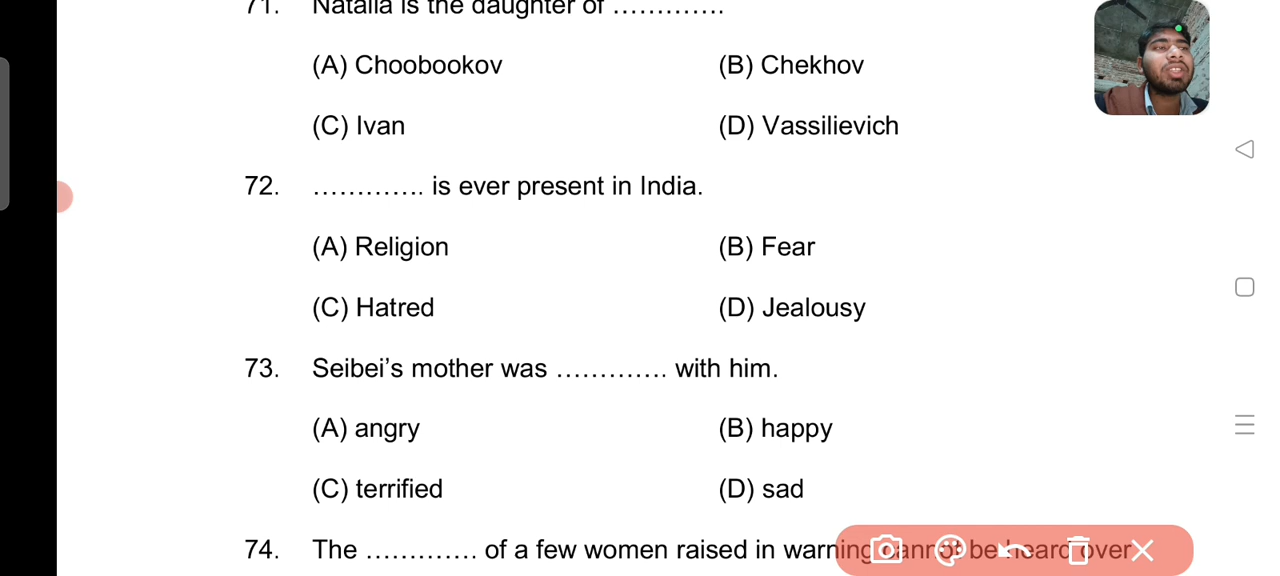 71. Natalia is the daughter of ………….
(A) Choobookov (B) Chekhov
(C) Ivan (D) Vassilievich
72. …………. is ever present in India.
(A) Religion (B) Fear
(C) Hatred (D) Jealousy
73. Seibei’s mother was …………. with him.
(A) angry (B) happy
(C) terrified (D) sad
74. The …………. of a few women raised in warning cannot be heard over